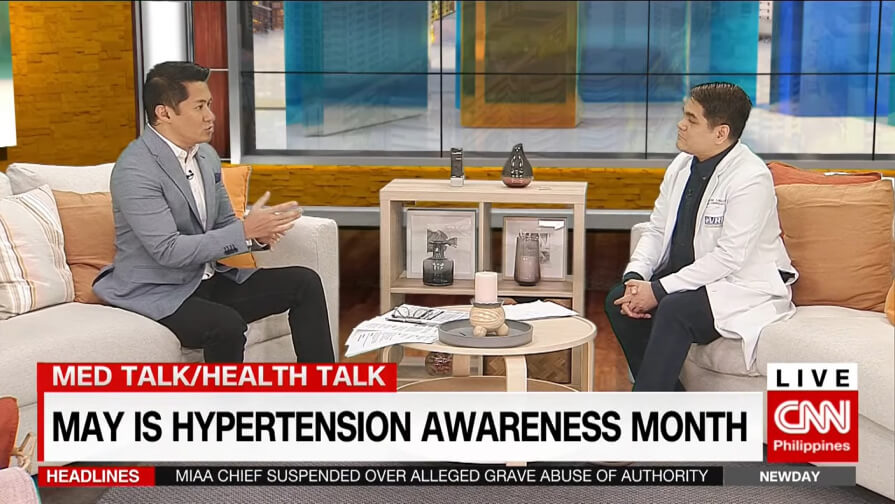 MED TALK/HEALTH TALK
MAY IS HYPERTENSION AWARENESS MONTH
LIVE
CNN
Philippines
HEADLINES
MIAA CHIEF SUSPENDED OVER ALLEGED GRAVE ABUSE OF AUTHORITY
NEWDAY